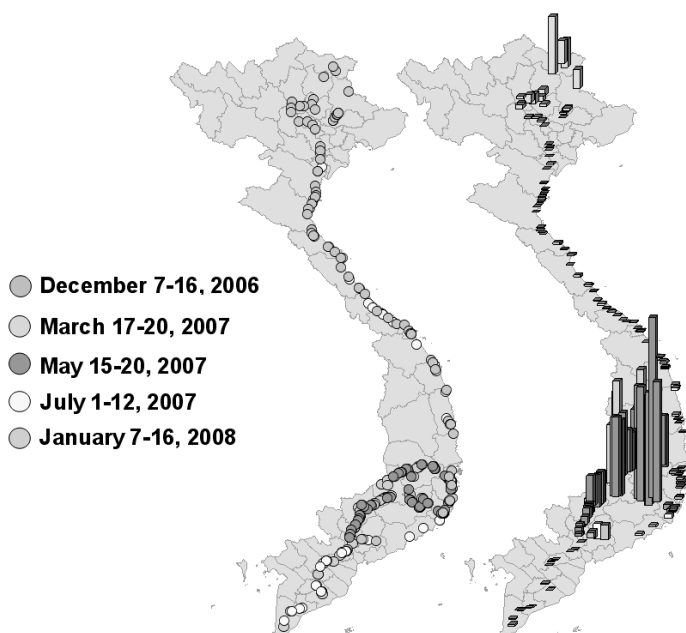 December 7-16, 2006
March 17-20, 2007
May 15-20, 2007
July 1-12, 2007
January 7-16, 2008